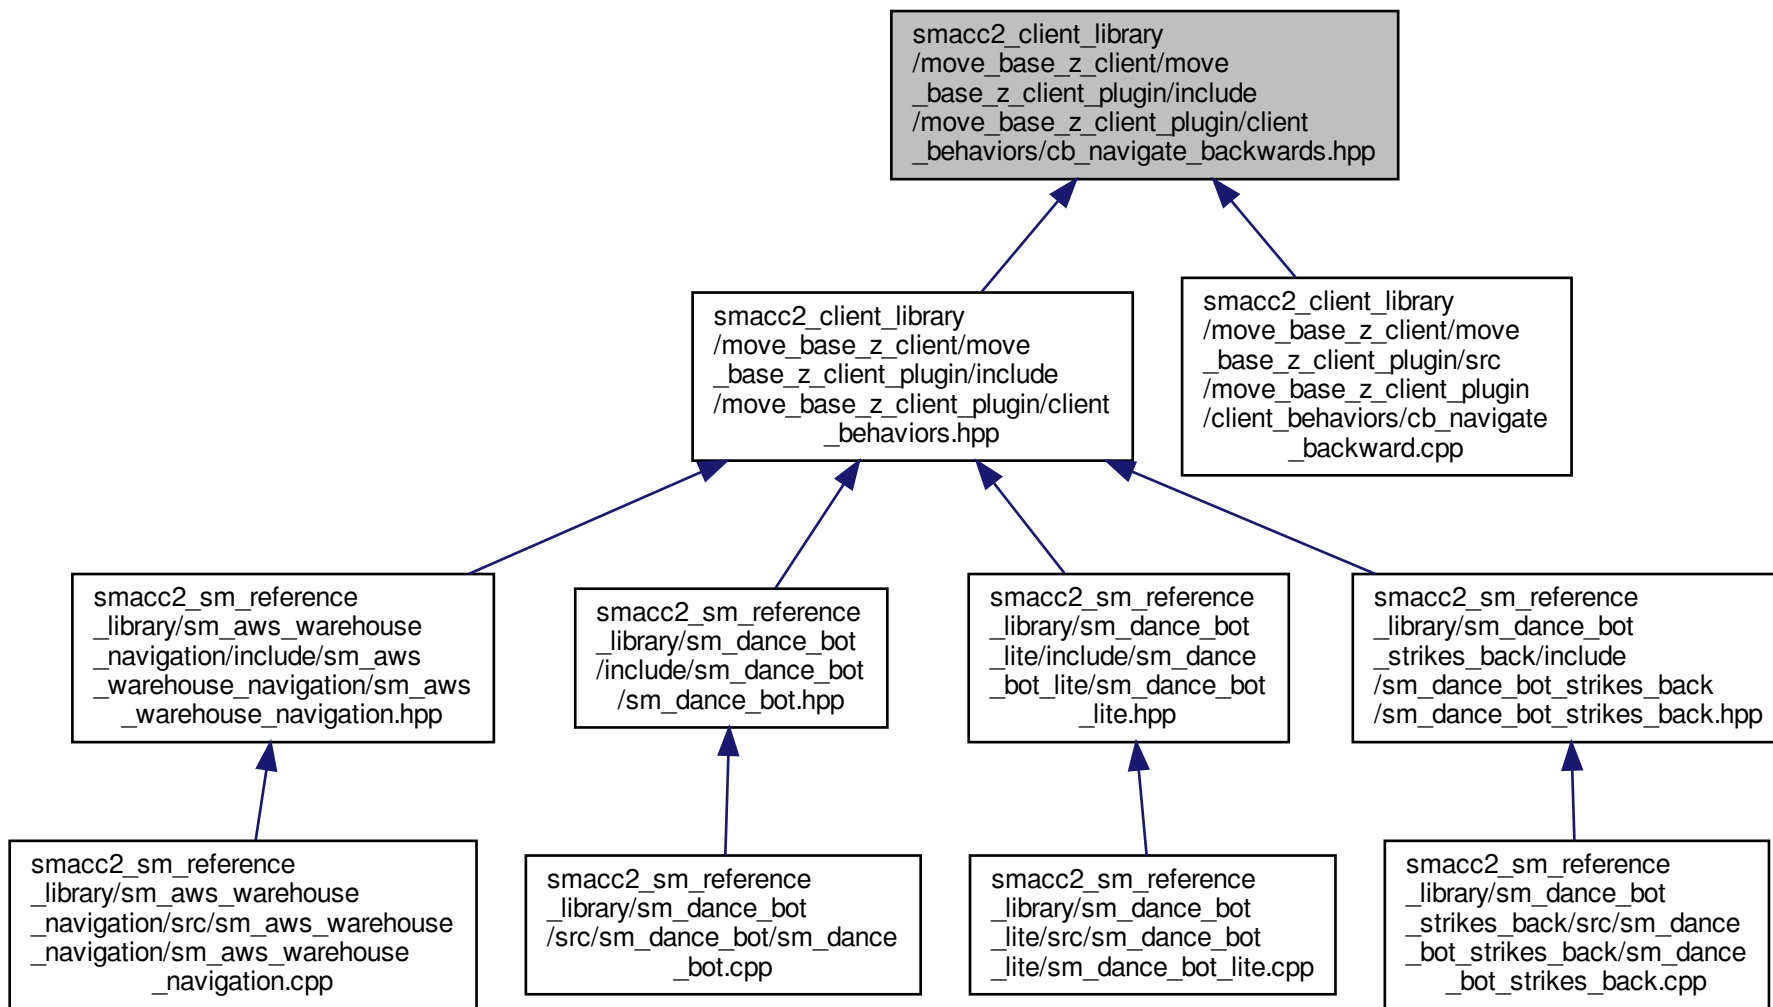 smacc2_client_library
/move_base_z_client/move
_base_z_client_plugin/include
/move_base_z_client_plugin/client
_behaviors/cb_navigate_backwards.hpp
smacc2_client_library
/move_base_z_client/move
_base_z_client_plugin/include
/move_base_z_client_plugin/client
_behaviors.hpp
smacc2_client_library
/move_base_z_client/move
_base_z_client_plugin/src
/move_base_z_client_plugin
/client_behaviors/cb_navigate
_backward.cpp
smacc2_sm_reference
_library/sm_aws_warehouse
_navigation/include/sm_aws
_warehouse_navigation/sm_aws
_warehouse_navigation.hpp
smacc2_sm_reference
_library/sm_dance_bot
/include/sm_dance_bot
/sm_dance_bot.hpp
smacc2_sm_reference
_library/sm_dance_bot
_lite/include/sm_dance
_bot_lite/sm_dance_bot
_lite.hpp
smacc2_sm_reference
_library/sm_dance_bot
_strikes_back/include
/sm_dance_bot_strikes_back
/sm_dance_bot_strikes_back.hpp
smacc2_sm_reference
_library/sm_aws_warehouse
_navigation/src/sm_aws_warehouse
_navigation/sm_aws_warehouse
_navigation.cpp
smacc2_sm_reference
_library/sm_dance_bot
/src/sm_dance_bot/sm_dance
_bot.cpp
smacc2_sm_reference
_library/sm_dance_bot
_lite/src/sm_dance_bot
_lite/sm_dance_bot_lite.cpp
smacc2_sm_reference
_library/sm_dance_bot
_strikes_back/src/sm_dance
_bot_strikes_back/sm_dance
_bot_strikes_back.cpp